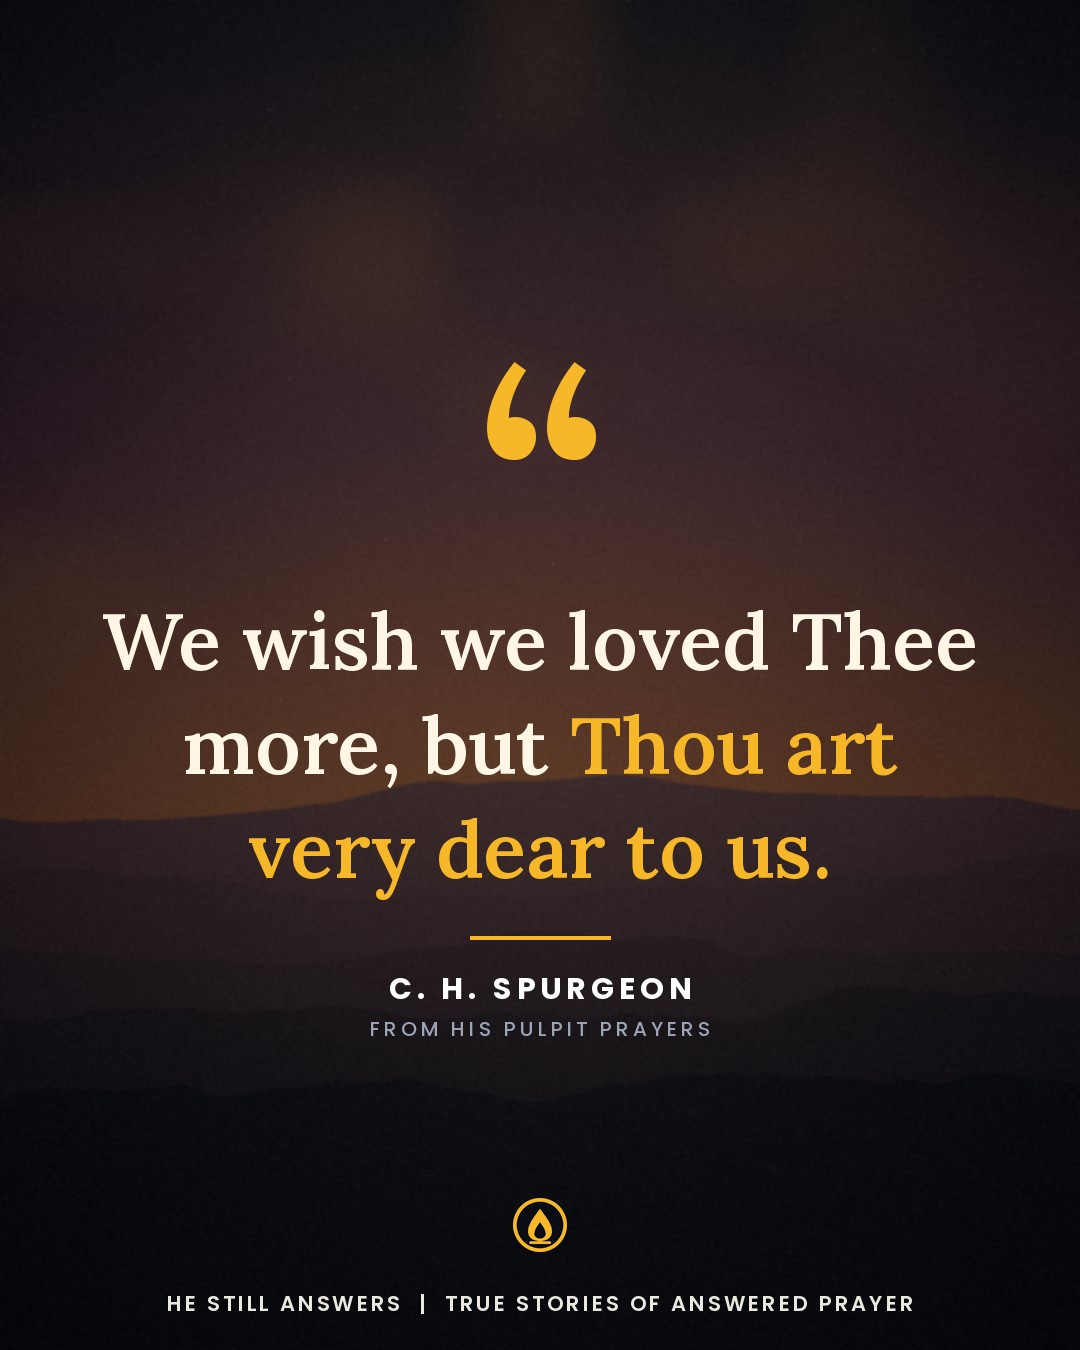 “
We wish we loved Thee
more, but Thou art
very dear to us.
C. H. SPURGEON
FROM HIS PULPIT PRAYERS
HE STILL ANSWERS | TRUE STORIES OF ANSWERED PRAYER